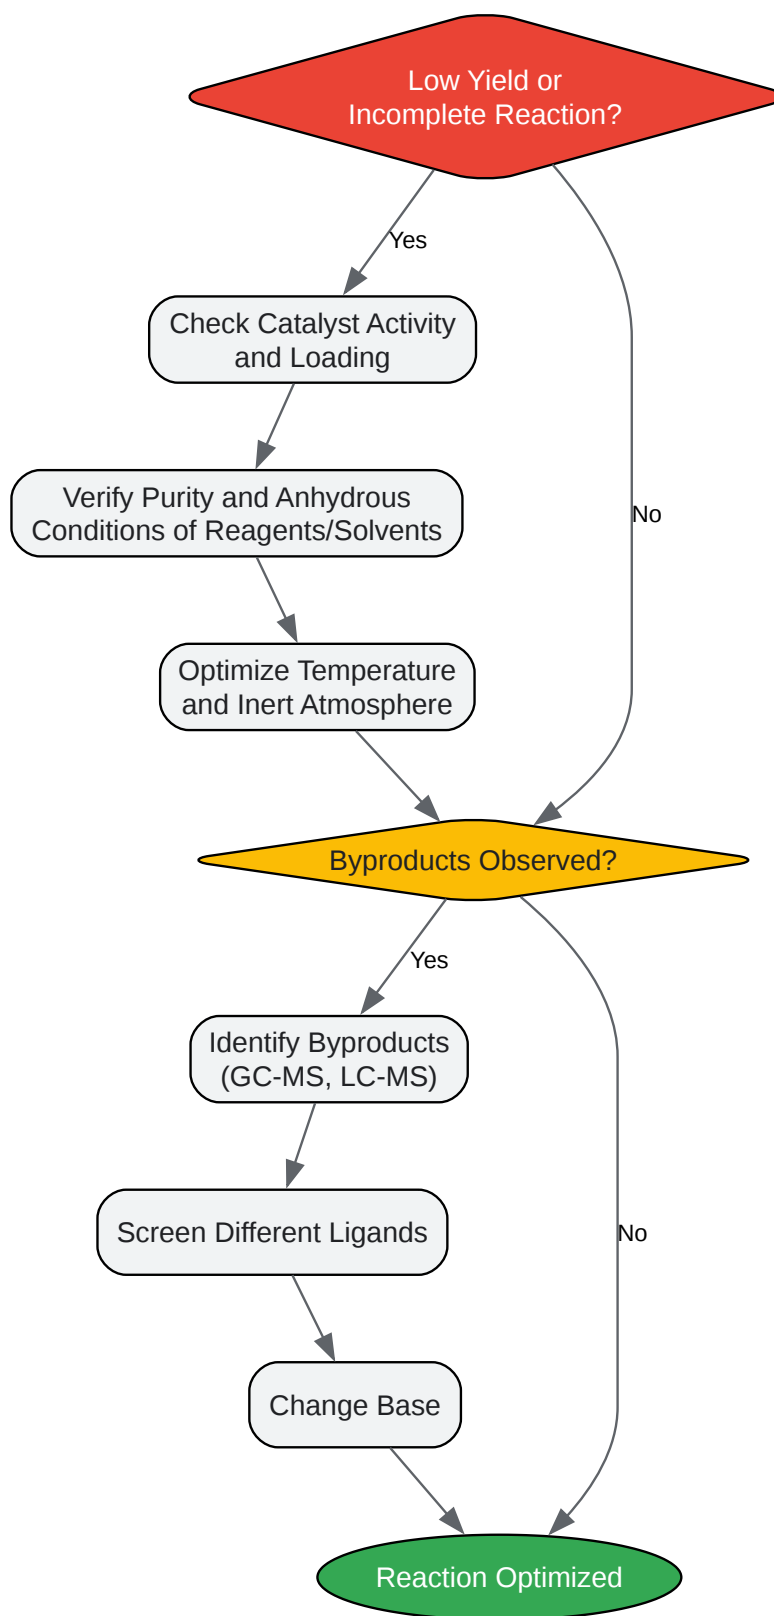 Low Yield or
Incomplete Reaction?
Yes
Check Catalyst Activity
and Loading
Verify Purity and Anhydrous
Conditions of Reagents/Solvents
No
Optimize Temperature
and Inert Atmosphere
Byproducts Observed?
Yes
Identify Byproducts
(GC-MS, LC-MS)
Screen Different Ligands
No
Change Base
Reaction Optimized